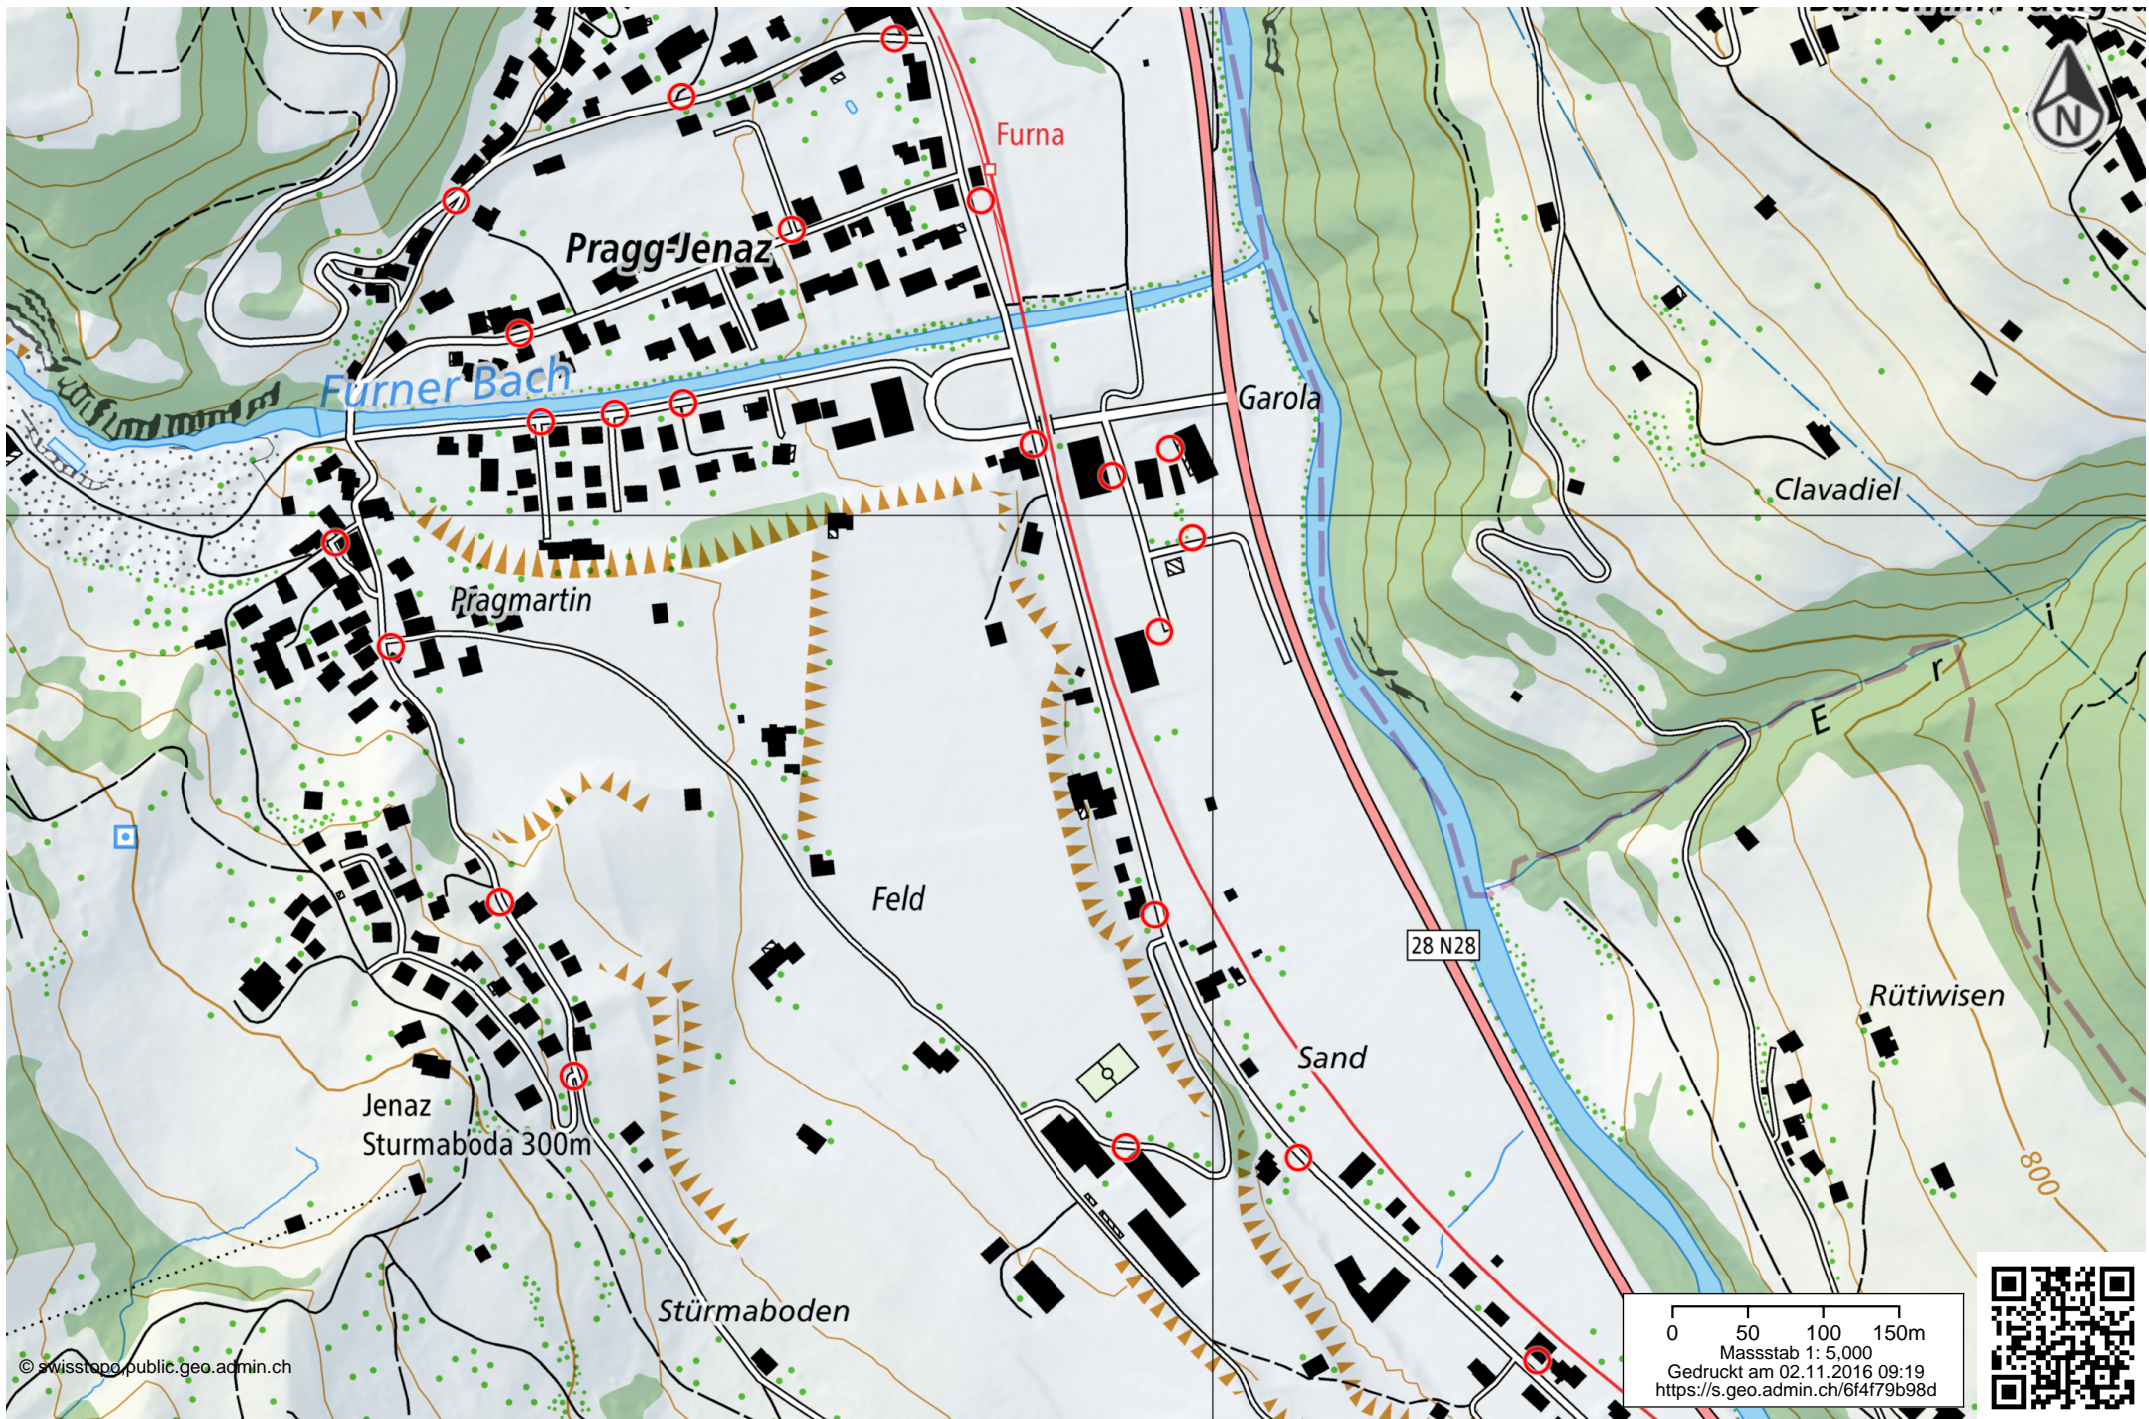 Furna
N
Pragg-Jenaz
Furner Bach
Garola
Clavadiel
Pragmartin
i
r
E
Feld
28 N28
Rütiwisen
Sand
Jenaz
Sturmaboda 300m
800
Stürmaboden
0 50 100 150m
Massstab 1: 5,000
Gedruckt am 02.11.2016 09:19
https://s.geo.admin.ch/6f4f79b98d
© swisstopo,public.geo.admin.ch